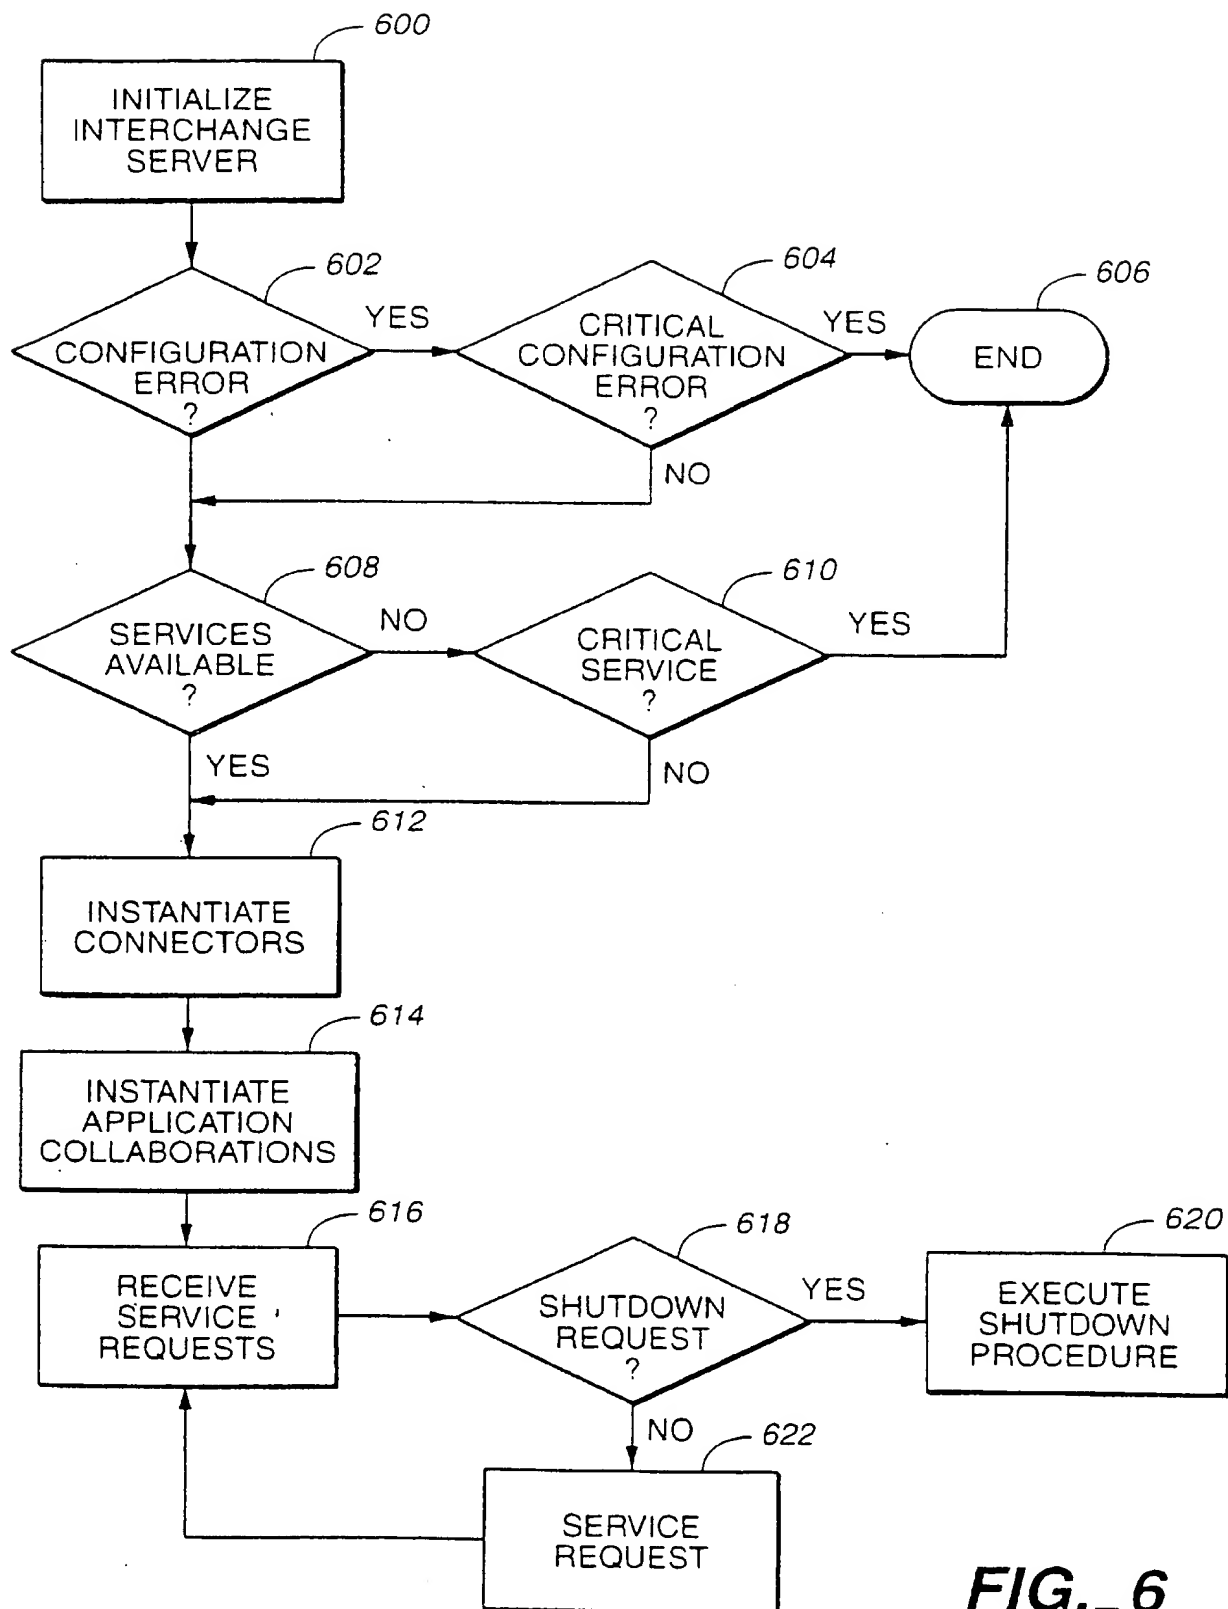 600
INITIALIZE
INTERCHANGE
SERVER
602
604
606
CONFIGURATION
ERROR
?
YES
CRITICAL
CONFIGURATION
ERROR
?
YES
END
NO
608
610
SERVICES
AVAILABLE
?
NO
CRITICAL
SERVICE
?
YES
YES
NO
612
INSTANTIATE
CONNECTORS
614
INSTANTIATE
APPLICATION
COLLABORATIONS
616
618
620
RECEIVE
SERVICE
REQUESTS
SHUTDOWN
REQUEST
?
YES
EXECUTE
SHUTDOWN
PROCEDURE
NO
622
SERVICE
REQUEST
FIG._6